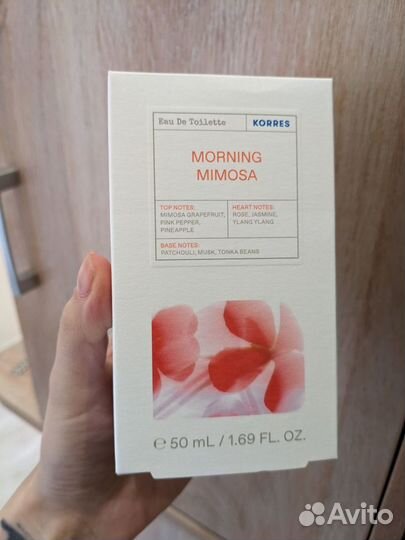 Eau De Toilette
KORRES
MORNING
MIMOSA
TOP NOTES:
MIMOSA GRAPEFRUIT,
PINK PEPPER,
PINEAPPLE
HEART NOTES:
ROSE, JASMINE,
YLANG YLANG
BASE NOTES:
PATCHOULI, MUSK, TONKA BEANS
℮ 50 mL / 1.69 FL. OZ.
Avito